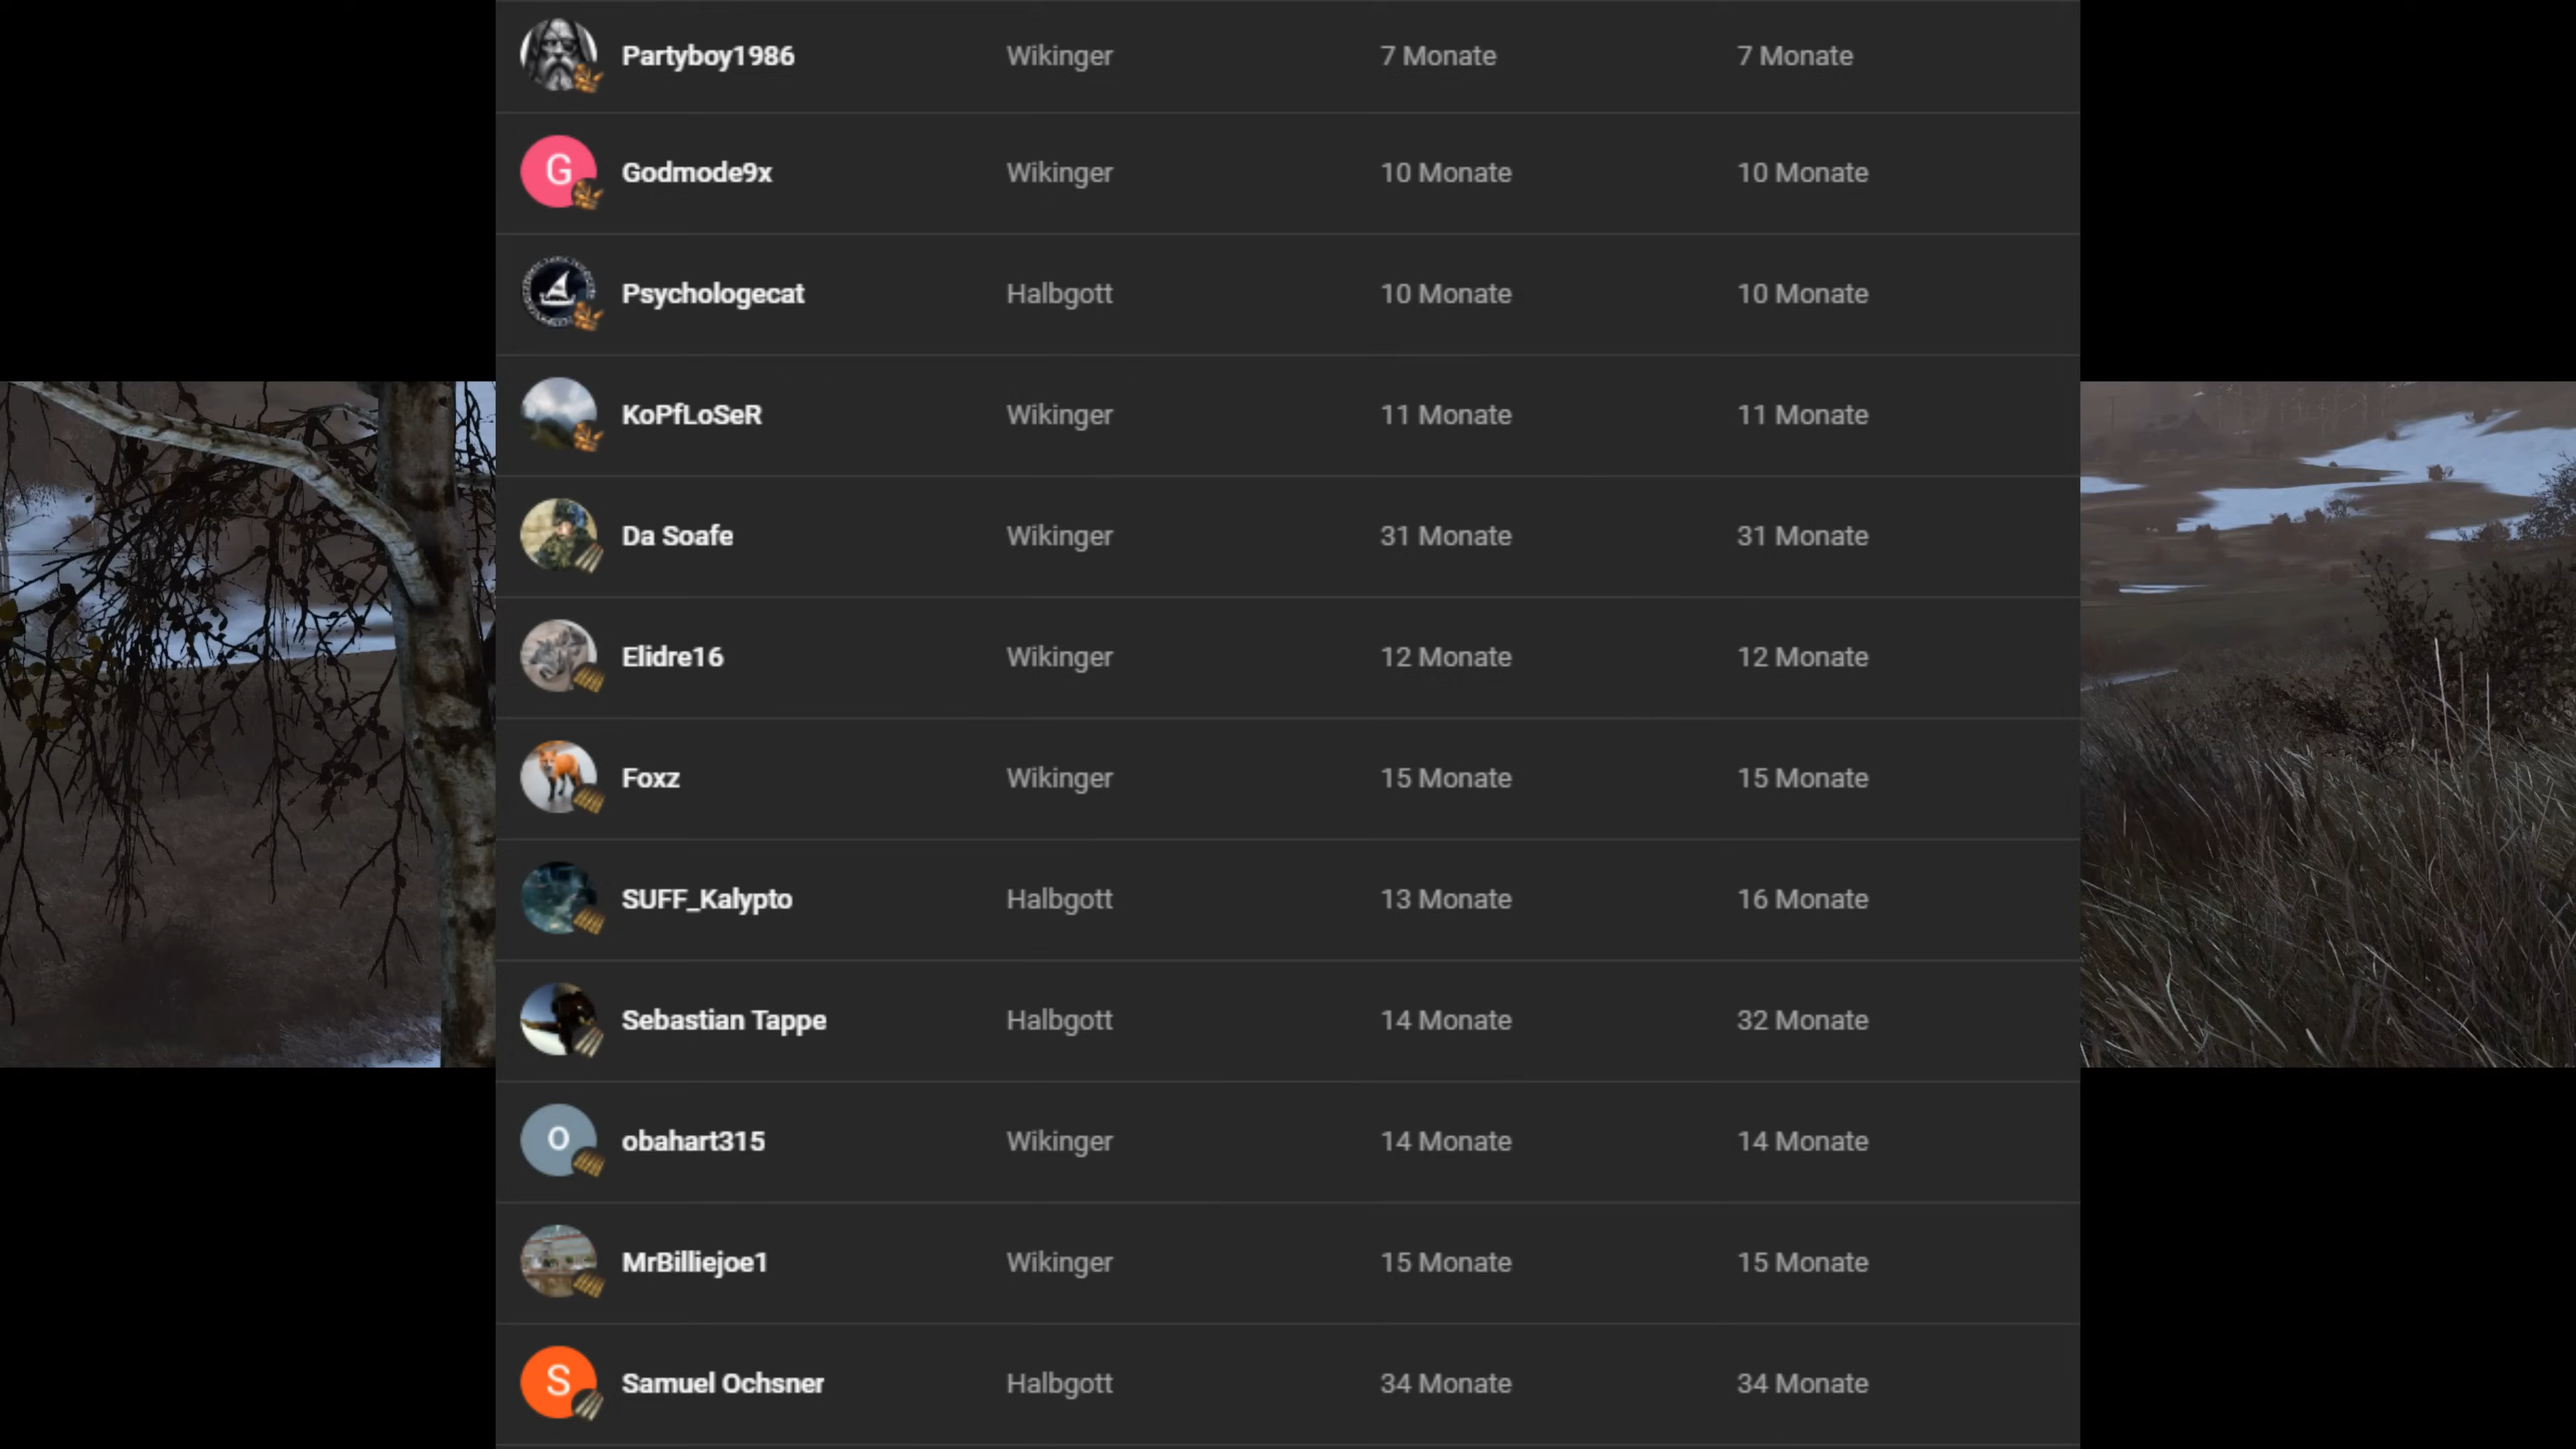 Partyboy1986 Wikinger 7 Monate 7 Monate
G Godmode9x Wikinger 10 Monate 10 Monate
Psychologecat Halbgott 10 Monate 10 Monate
KoPfLoSeR Wikinger 11 Monate 11 Monate
Da Soafe Wikinger 31 Monate 31 Monate
Elidre16 Wikinger 12 Monate 12 Monate
Foxz Wikinger 15 Monate 15 Monate
SUFF_Kalypto Halbgott 13 Monate 16 Monate
Sebastian Tappe Halbgott 14 Monate 32 Monate
o obahart315 Wikinger 14 Monate 14 Monate
MrBilliejoe1 Wikinger 15 Monate 15 Monate
S Samuel Ochsner Halbgott 34 Monate 34 Monate